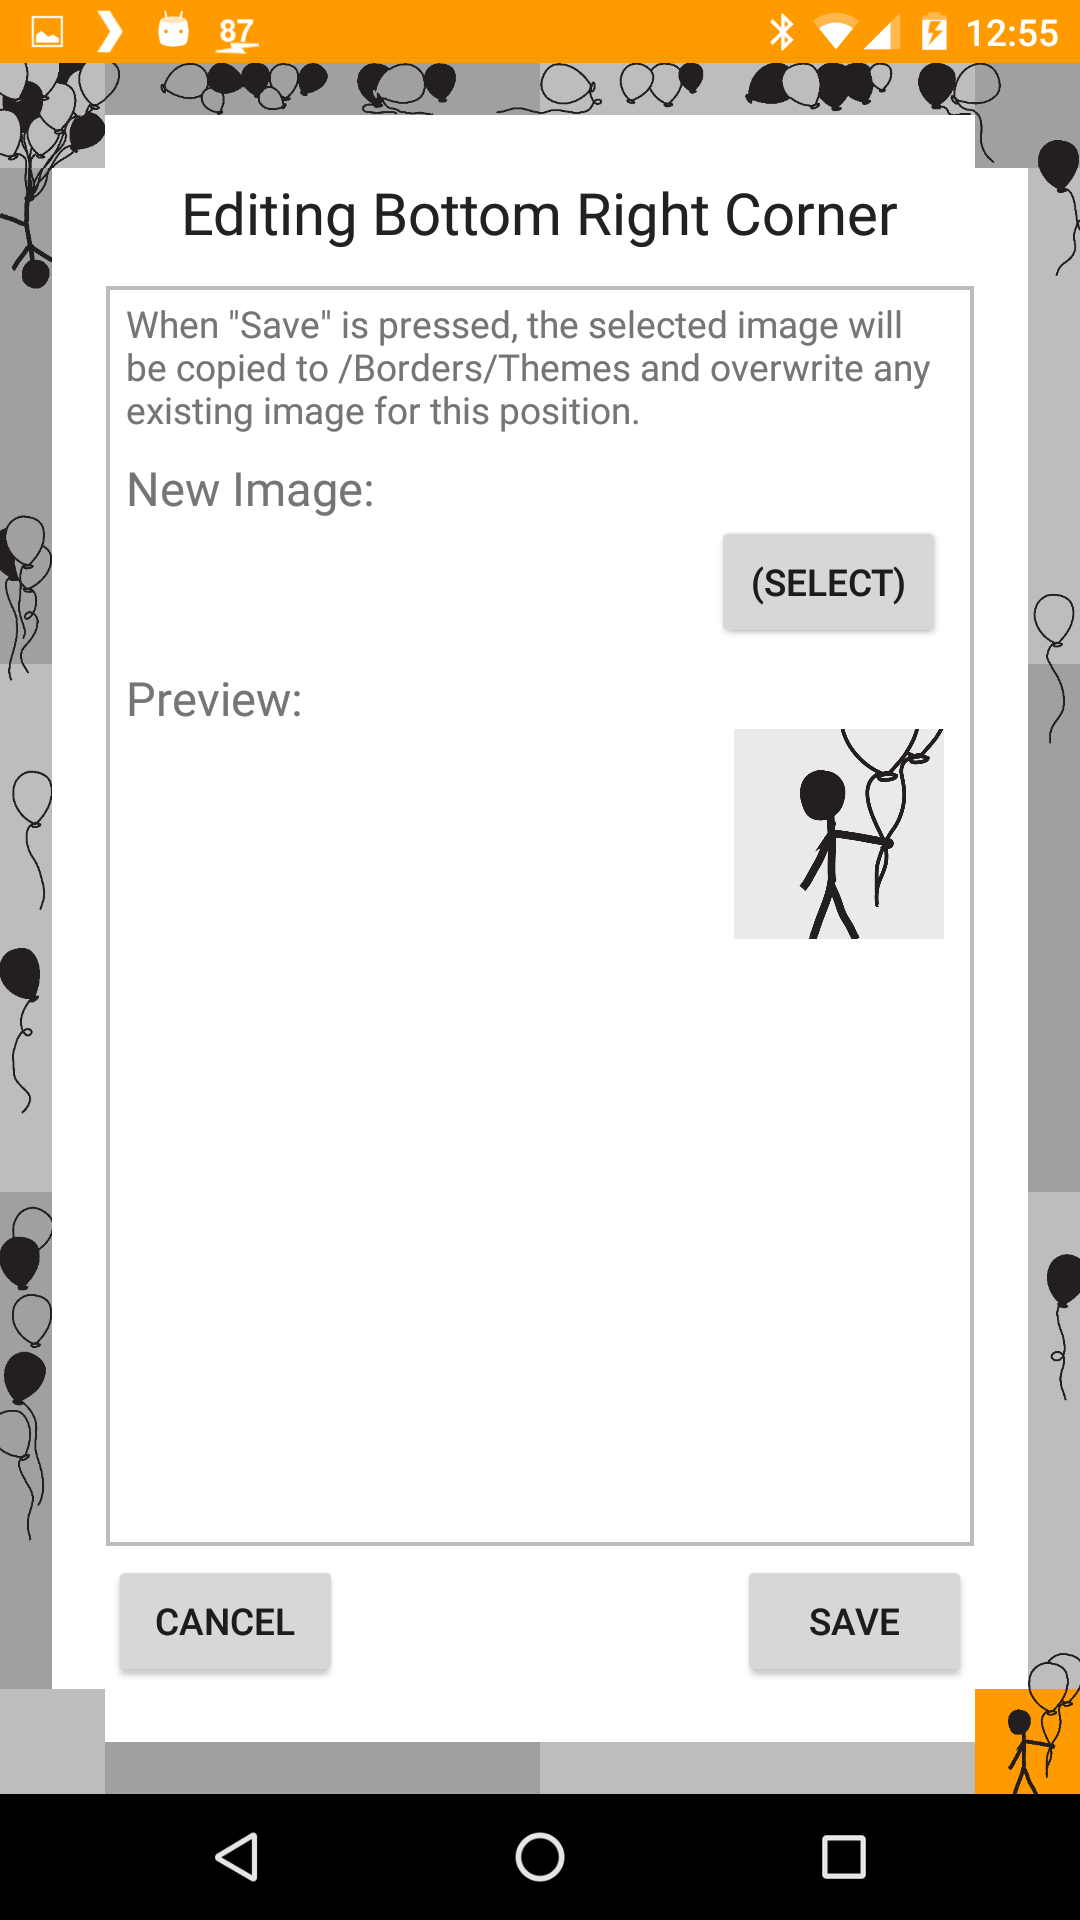 87
12:55
Editing Bottom Right Corner
When "Save" is pressed, the selected image will
be copied to /Borders/Themes and overwrite any
existing image for this position.
New Image:
(SELECT)
Preview:
CANCEL
SAVE